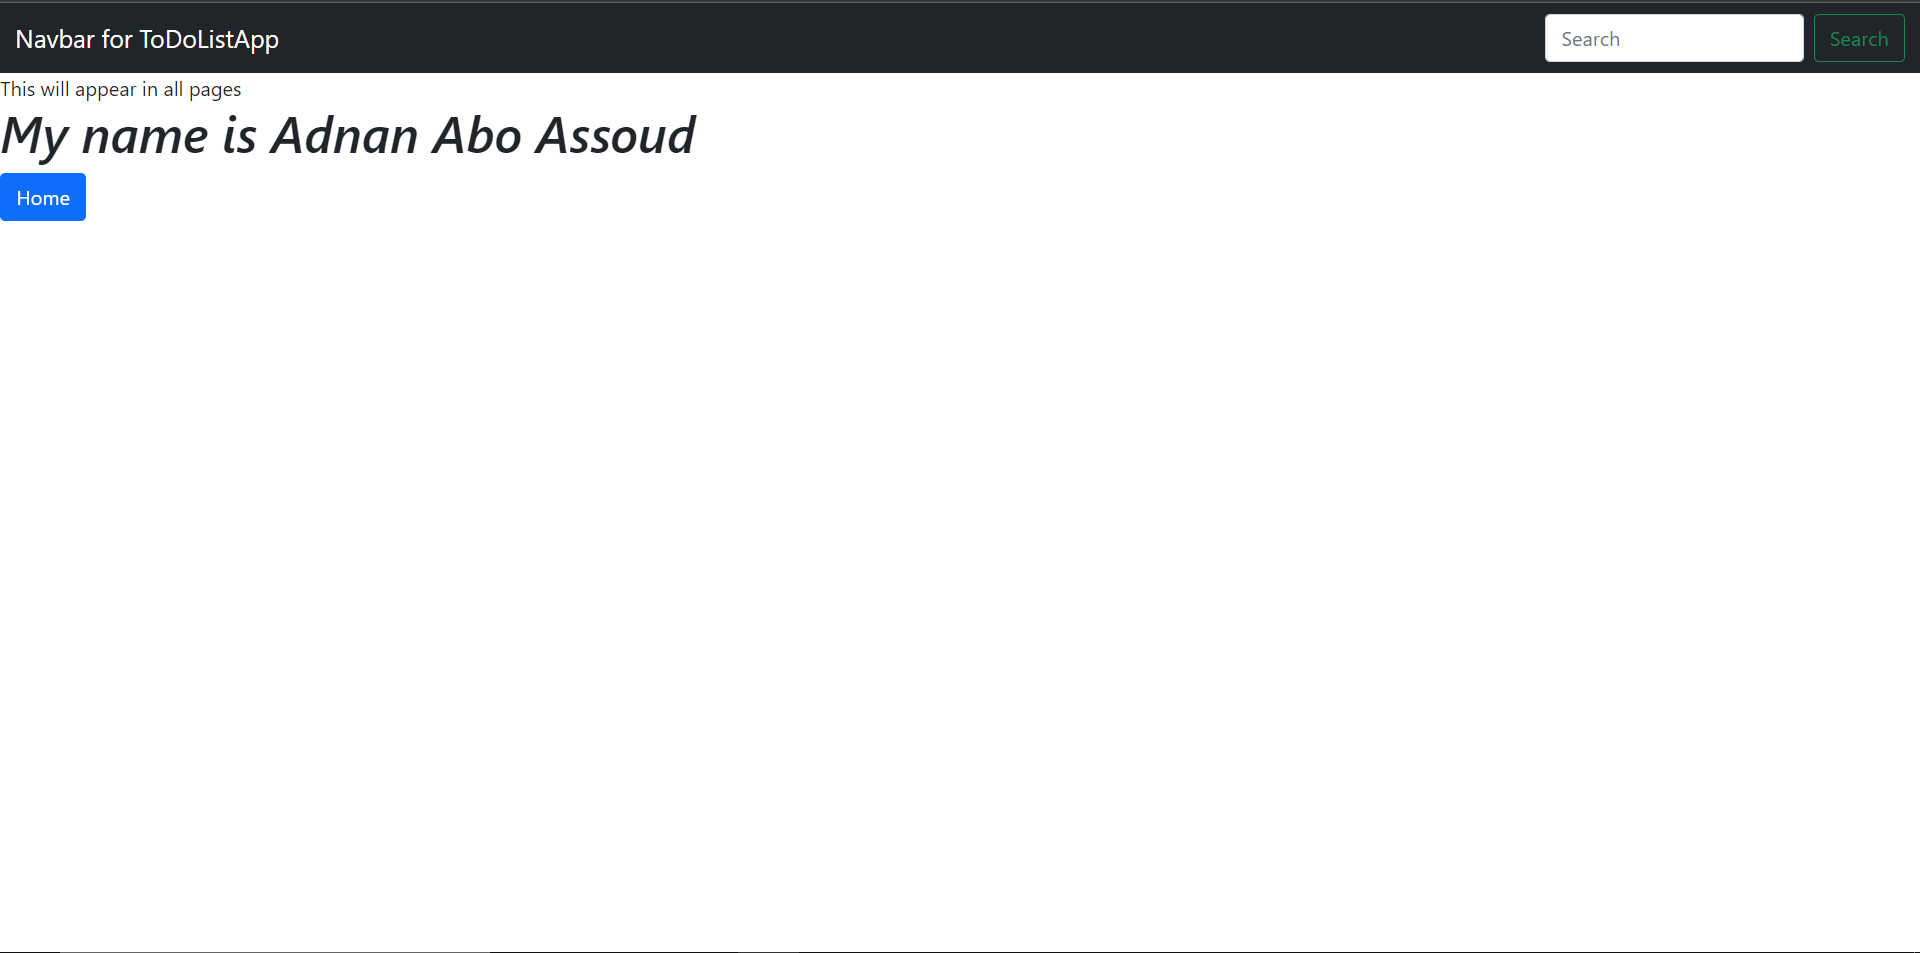 Navbar for ToDoListApp Search Search
This will appear in all pages
My name is Adnan Abo Assoud
Home